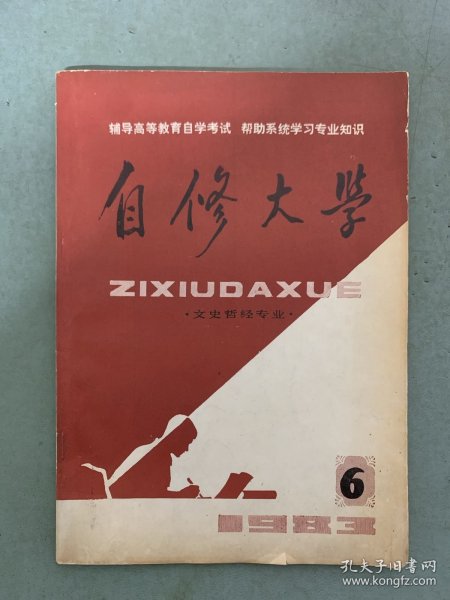 辅导高等教育自学考试 帮助系统学习专业知识
自修大學
ZIXIUDAXUE
·文史哲经专业·
6
1983
孔夫子旧书网
www.kongfz.com